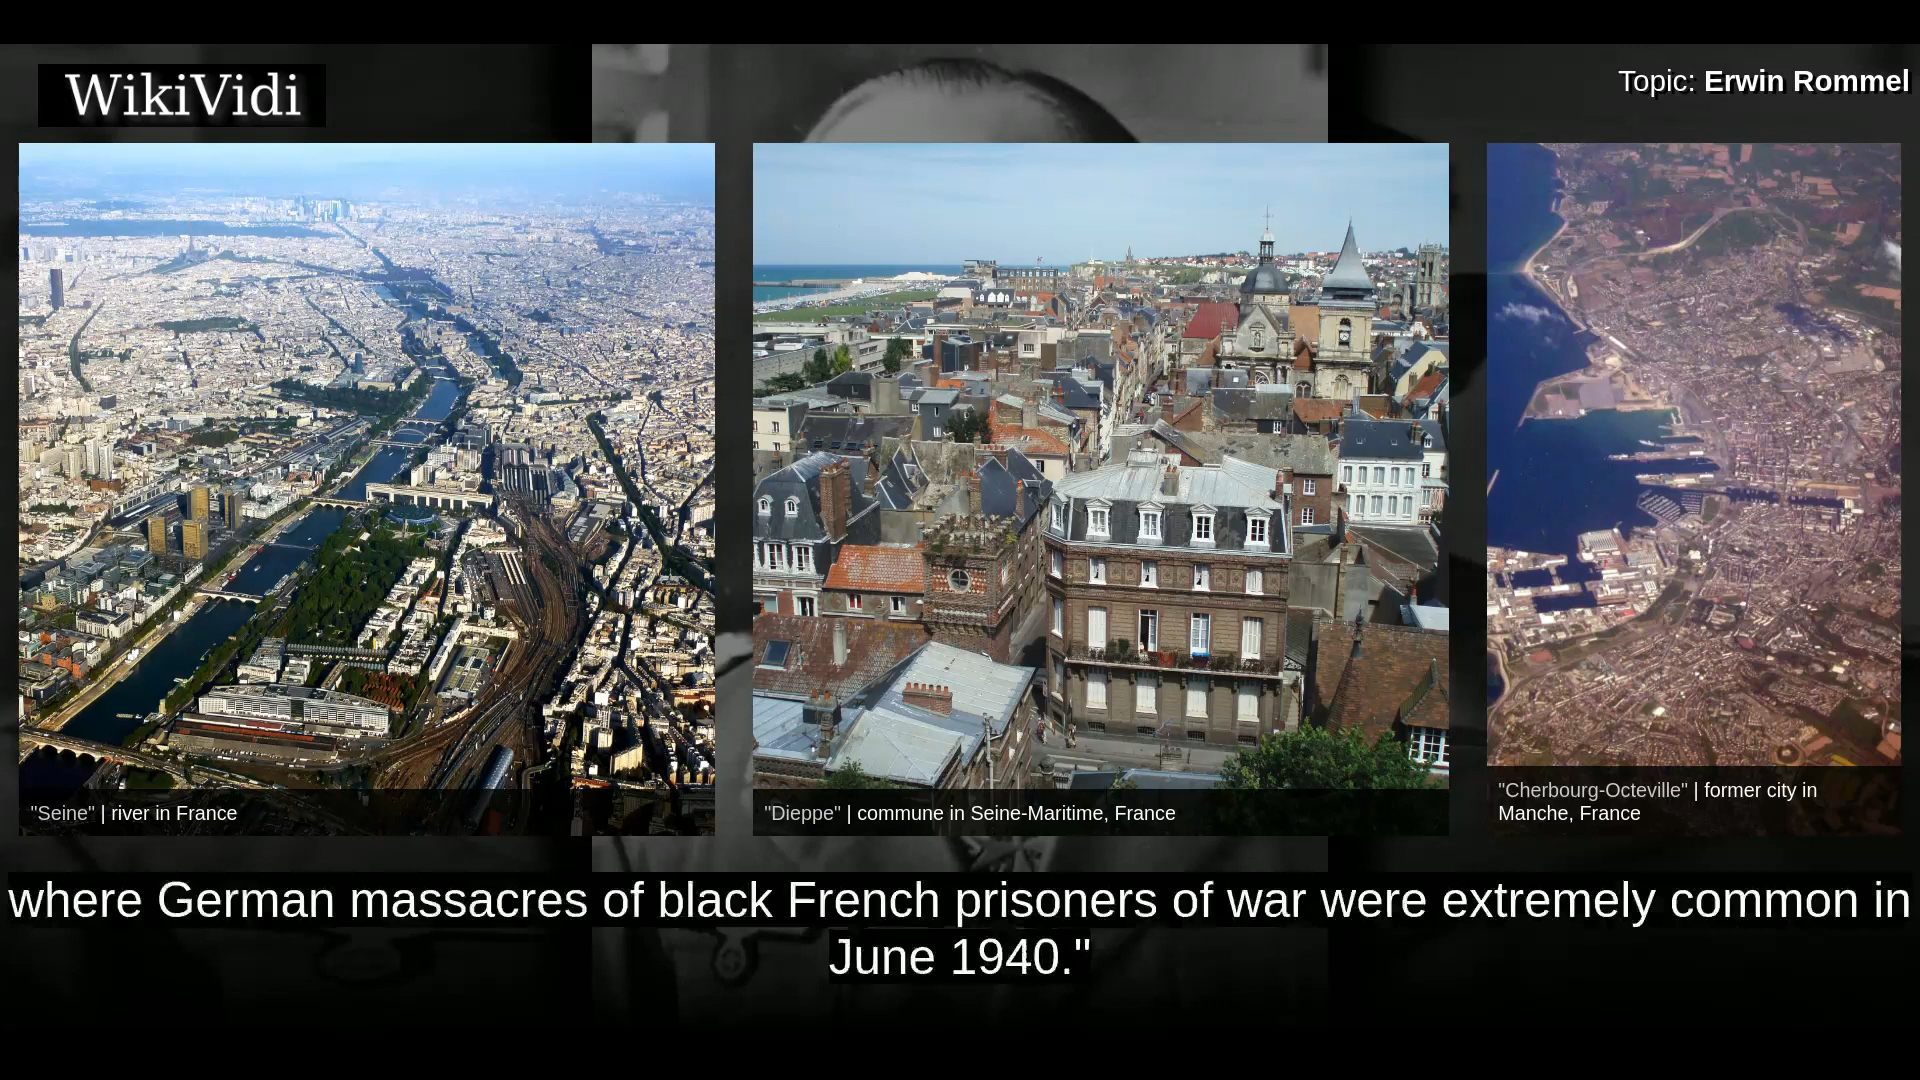 WikiVidi
Topic: Erwin Rommel
"Seine" | river in France
"Dieppe" | commune in Seine-Maritime, France
"Cherbourg-Octeville" | former city in
Manche, France
where German massacres of black French prisoners of war were extremely common in
June 1940."